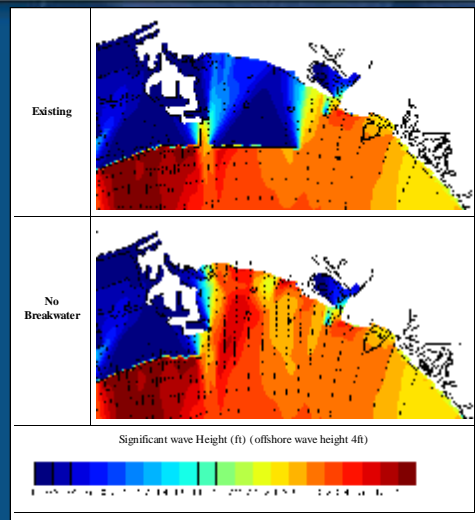 Existing
No
Breakwater
Significant wave Height (ft) (offshore wave height 4ft)